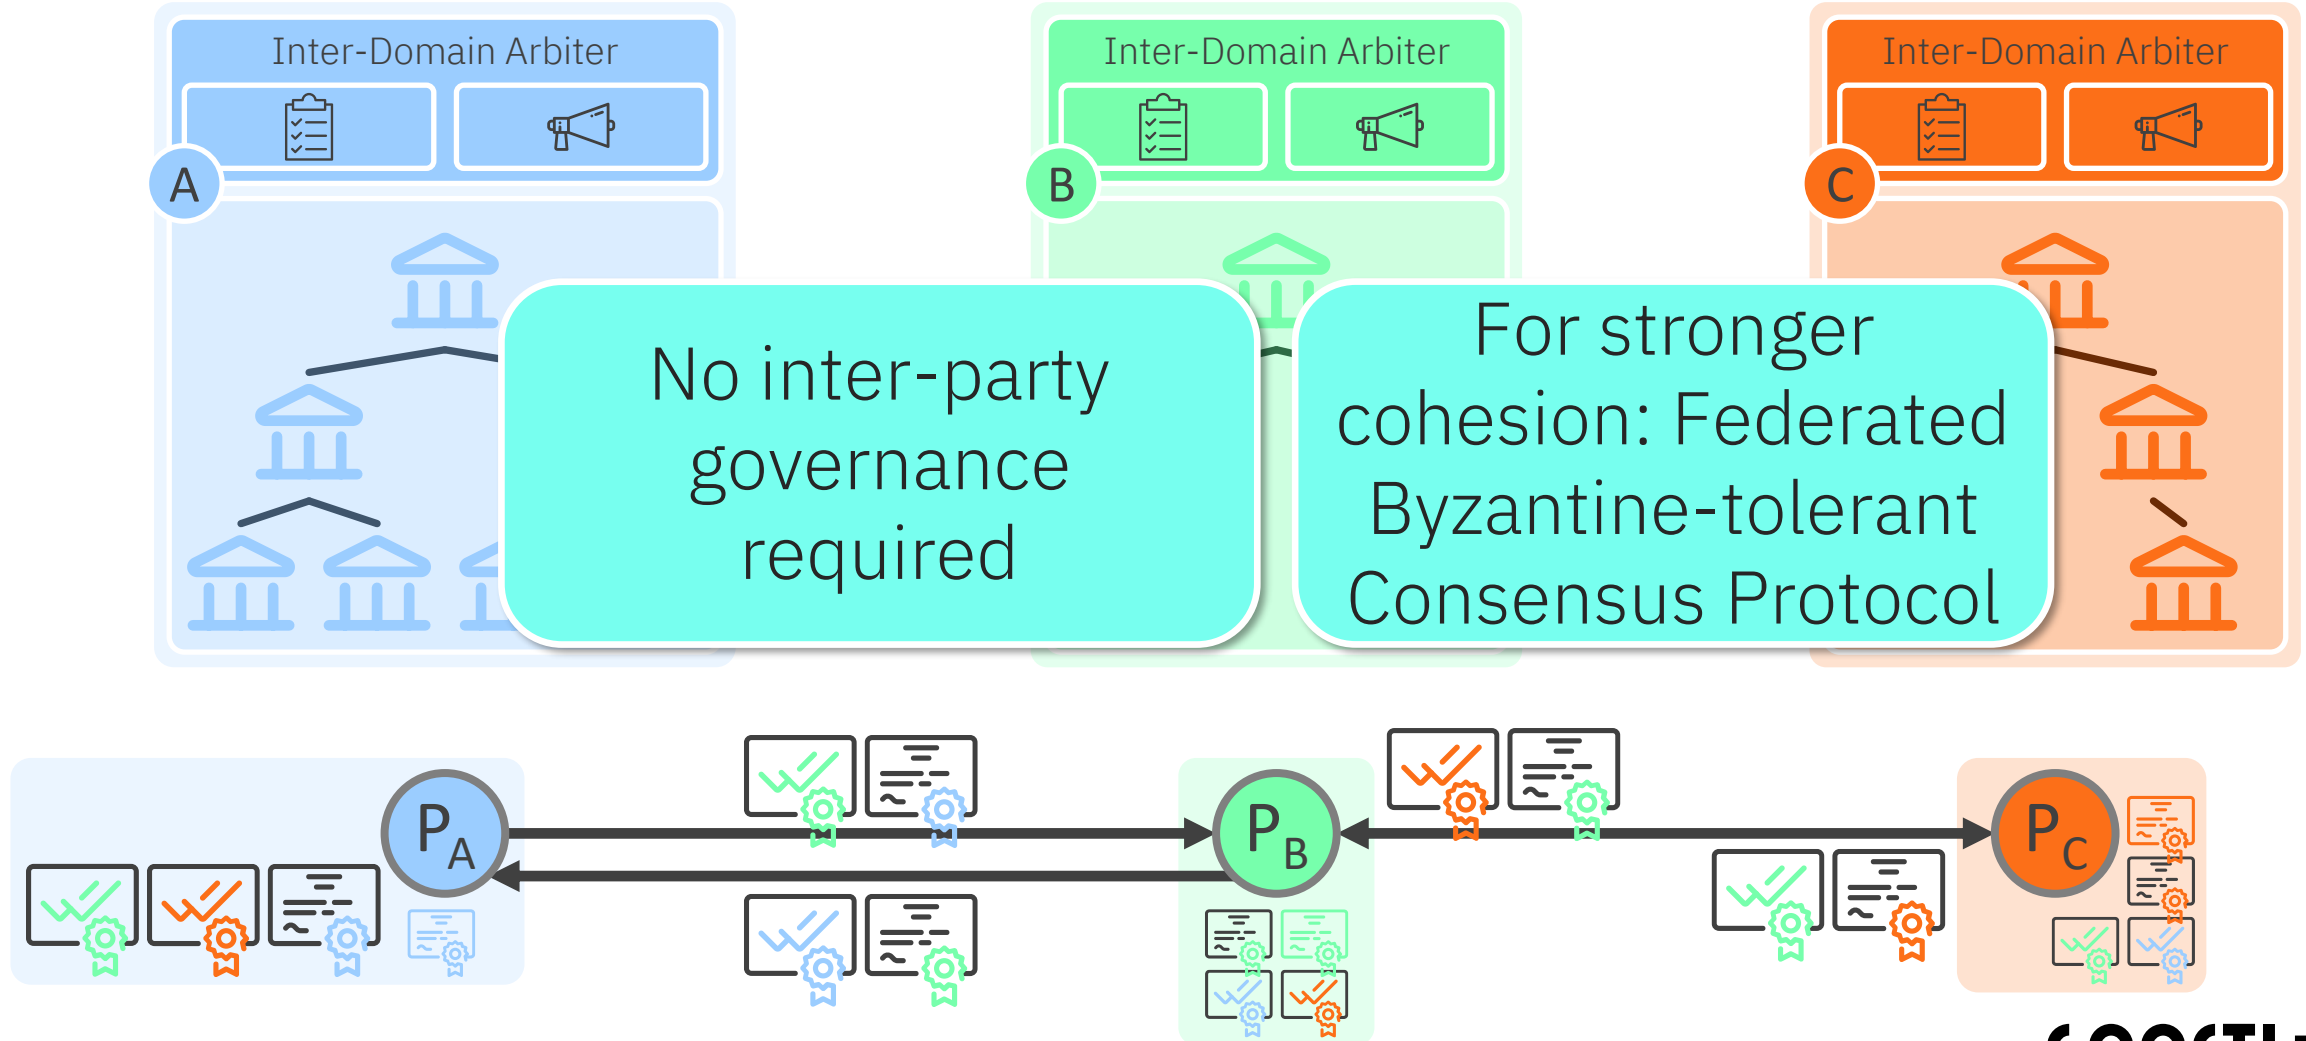 Inter-Domain Arbiter
Inter-Domain Arbiter
Inter-Domain Arbiter
A
B
C
No inter-party
governance
required
For stronger
cohesion: Federated
Byzantine-tolerant
Consensus Protocol
PA
PB
PC